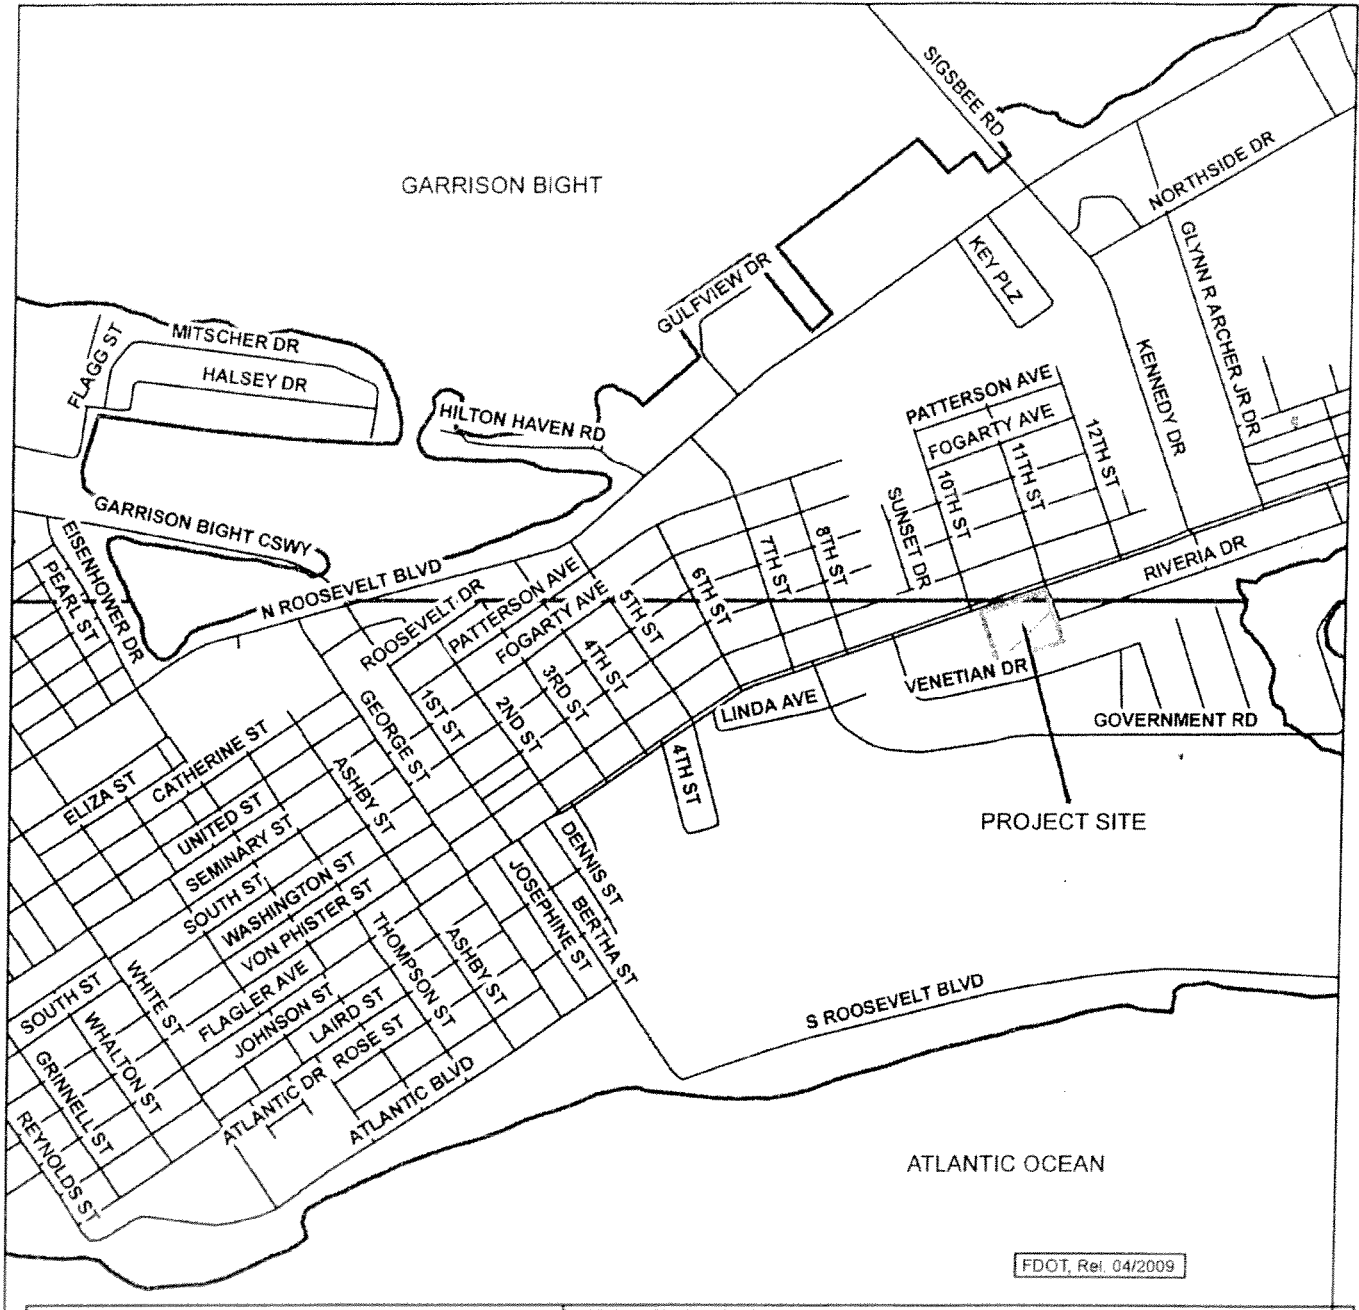 SIGSBEE RD
GARRISON BIGHT
NORTHSIDE DR
KEY PLZ
GLYNN R ARCHER JR DR
GULFVIEW DR
MITSCHER DR
FLAGG ST
HALSEY DR
KENNEDY DR
PATTERSON AVE
HILTON HAVEN RD
FOGARTY AVE
12TH ST
11TH ST
10TH ST
SUNSET DR
GARRISON BIGHT CSWY
EISENHOWER DR
PEARL ST
N ROOSEVELT BLVD
8TH ST
7TH ST
6TH ST
5TH ST
RIVERIA DR
ROOSEVELT DR
PATTERSON AVE
FOGARTY AVE
4TH ST
3RD ST
2ND ST
1ST ST
GEORGE ST
VENETIAN DR
LINDA AVE
GOVERNMENT RD
4TH ST
CATHERINE ST
ELIZA ST
ASHBY ST
UNITED ST
SEMINARY ST
SOUTH ST
WASHINGTON ST
VON PHISTER ST
PROJECT SITE
DENNIS ST
JOSEPHINE ST
BERTHA ST
THOMPSON ST
ASHBY ST
WHITE ST
FLAGLER AVE
JOHNSON ST
LAIRD ST
ROSE ST
SOUTH ST
WHALTON ST
GRINNELL ST
REYNOLDS ST
ATLANTIC DR
ATLANTIC BLVD
S ROOSEVELT BLVD
ATLANTIC OCEAN
FDOT, Rel. 04/2009